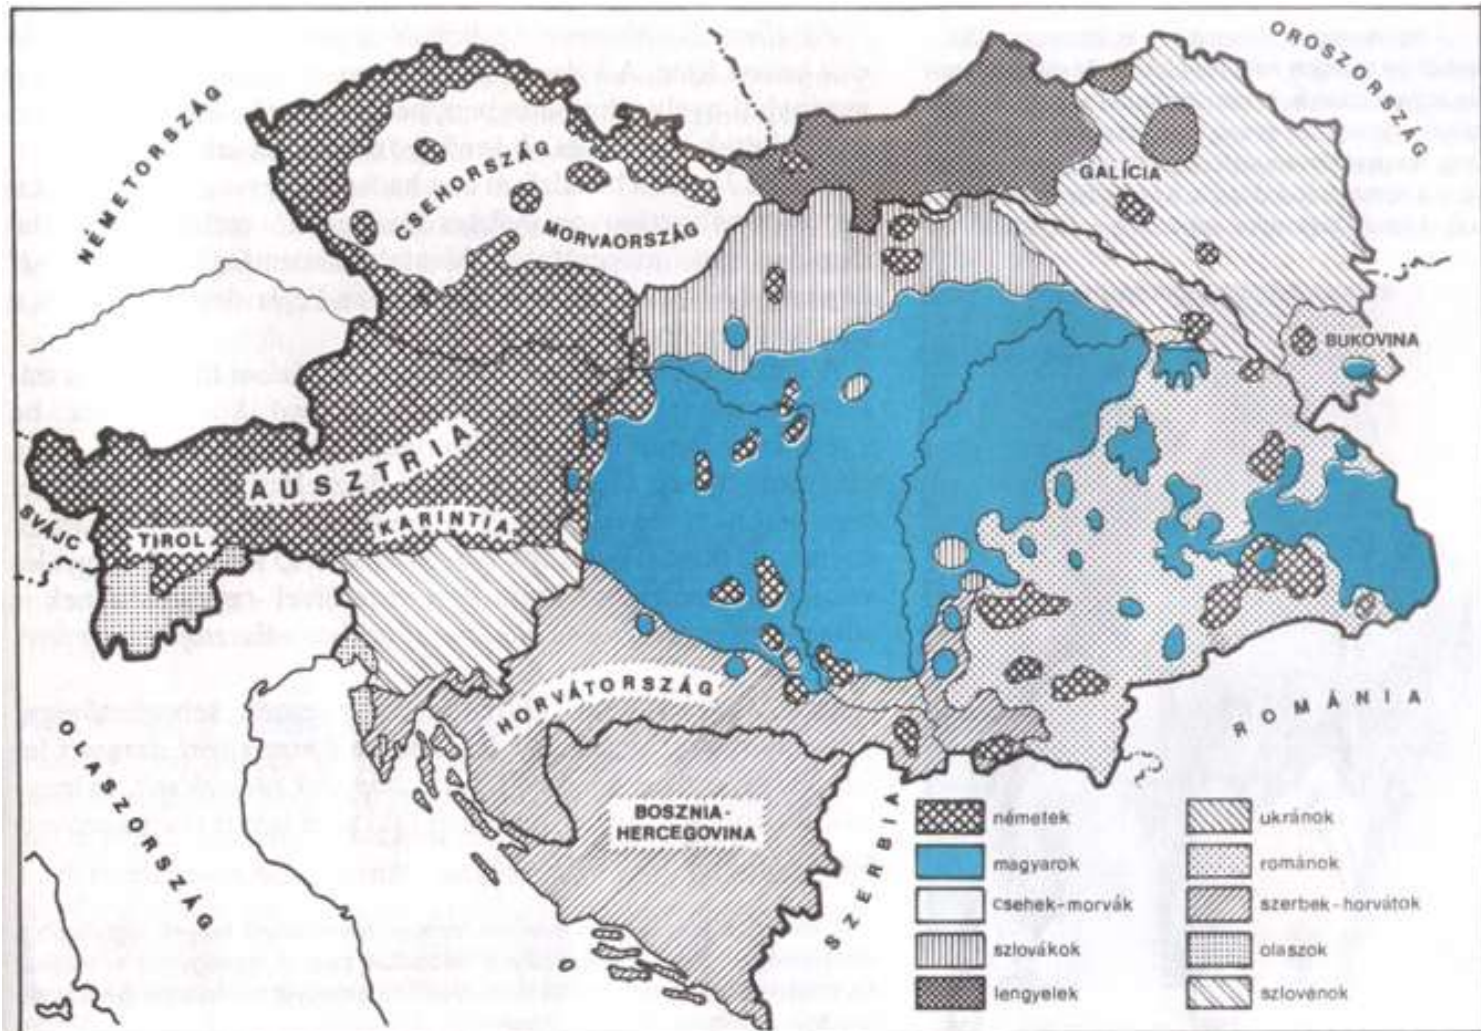 NÉMETORSZÁG
OROSZORSZÁG
CSEHORSZÁG
MORVAORSZÁG
GALÍCIA
BUKOVINA
AUSZTRIA
KARINTIA
SVÁJC
TIROL
HORVÁTORSZÁG
OLASZORSZÁG
BOSZNIA-
HERCEGOVINA
SZERBIA
ROMÁNIA
németek
magyarok
csehek-morvák
szlovákok
lengyelek
ukránok
románok
szerbek-horvátok
olaszok
szlovénok